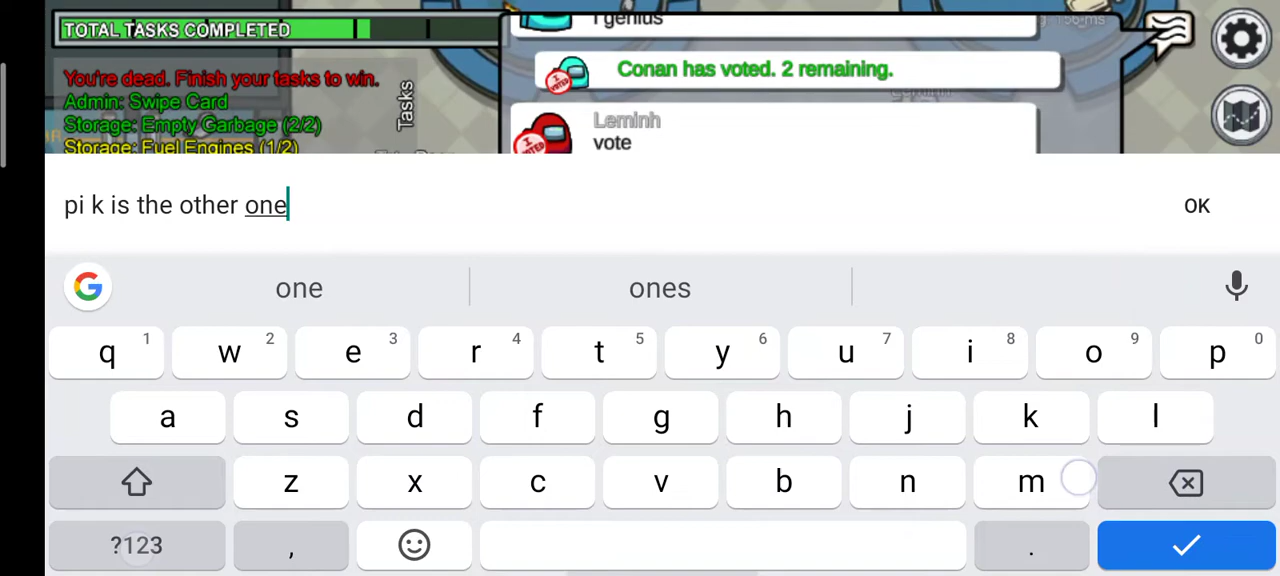 TOTAL TASKS COMPLETED
You're dead. Finish your tasks to win.
Admin: Swipe Card
Storage: Empty Garbage (2/2)
Storage: Fuel Engines (1/2)
Tasks
I genius
Conan has voted. 2 remaining.
Leminh
vote
pi k is the other one
OK
one
ones
q 1 w 2 e 3 r 4 t 5 y 6 u 7 i 8 o 9 p 0
a s d f g h j k l
z x c v b n m
?123 , .